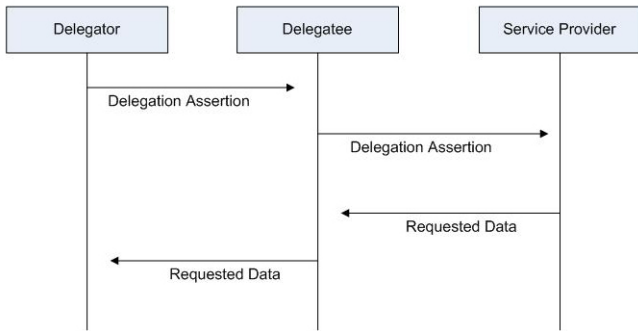 Delegator
Delegatee
Service Provider
Delegation Assertion
Delegation Assertion
Requested Data
Requested Data